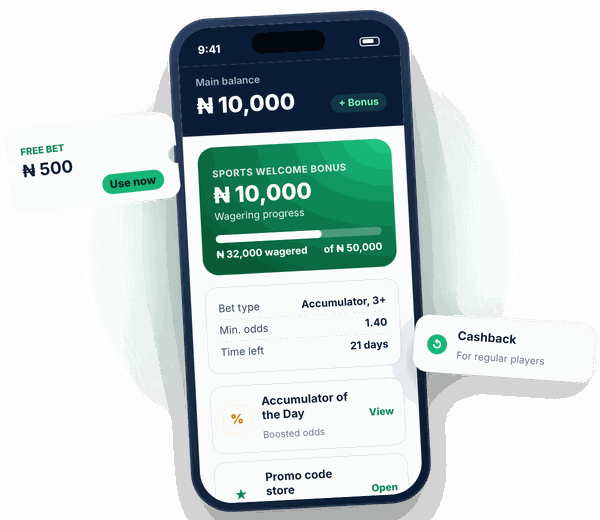 9:41
Main balance
₦ 10,000
+ Bonus
FREE BET
₦ 500
Use now
SPORTS WELCOME BONUS
₦ 10,000
Wagering progress
₦ 32,000 wagered of ₦ 50,000
Bet type Accumulator, 3+
Min. odds 1.40
Time left 21 days
Cashback
For regular players
%
Accumulator of
the Day
View
Boosted odds
Promo code
store
Open